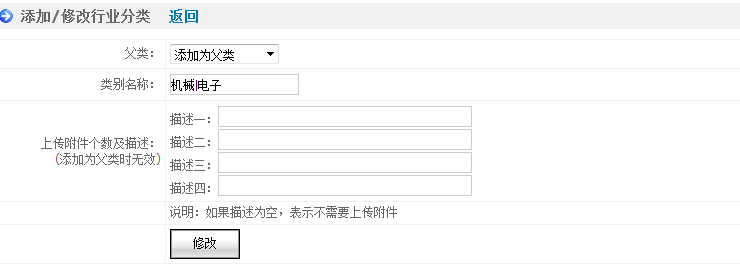 添加/修改行业分类 返回
父类： 添加为父类
类别名称： 机械|电子
上传附件个数及描述：
(添加为父类时无效)
描述一：
描述二：
描述三：
描述四：
说明：如果描述为空，表示不需要上传附件
修改